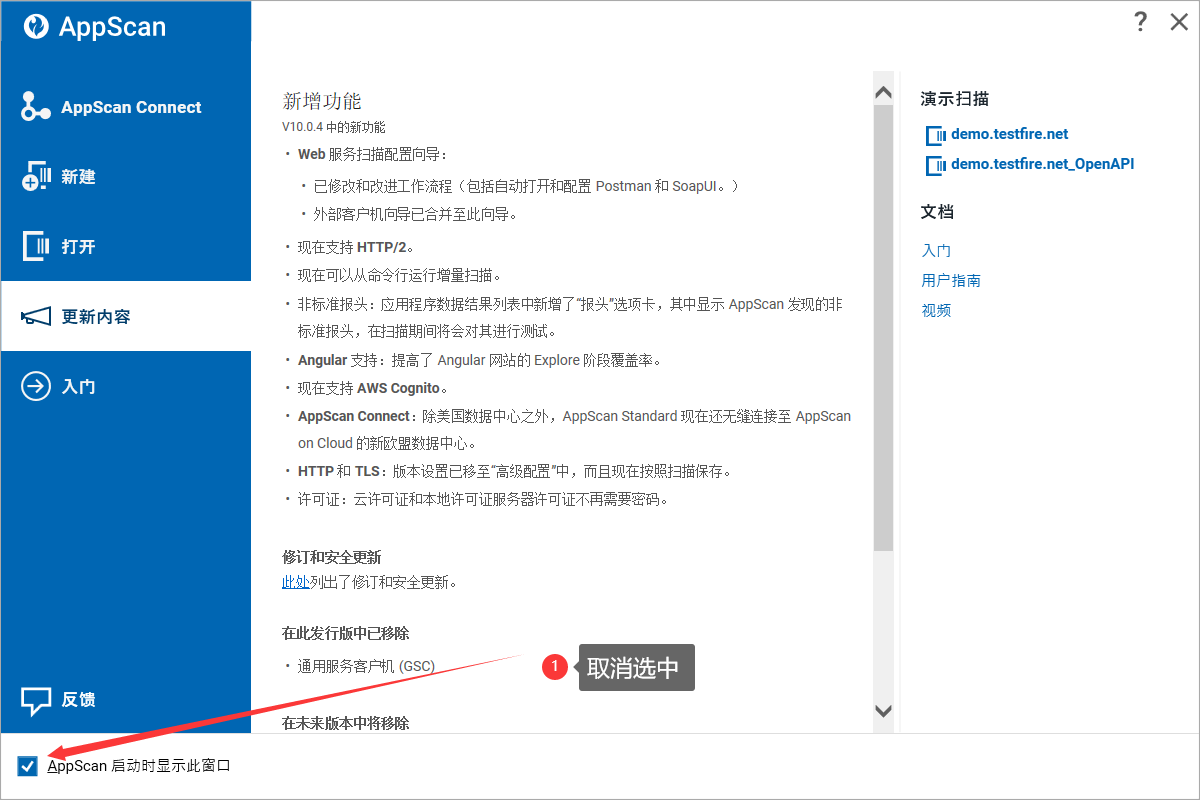 AppScan
? ✕
AppScan Connect
新建
打开
更新内容
入门
反馈
新增功能
V10.0.4 中的新功能
· Web 服务扫描配置向导：
· 已修改和改进工作流程（包括自动打开和配置 Postman 和 SoapUI。）
· 外部客户机向导已合并至此向导。
· 现在支持 HTTP/2。
· 现在可以从命令行运行增量扫描。
· 非标准报头：应用程序数据结果列表中新增了“报头”选项卡，其中显示 AppScan 发现的非
标准报头，在扫描期间将会对其进行测试。
· Angular 支持：提高了 Angular 网站的 Explore 阶段覆盖率。
· 现在支持 AWS Cognito。
· AppScan Connect：除美国数据中心之外，AppScan Standard 现在还无缝连接至 AppScan
on Cloud 的新欧盟数据中心。
· HTTP 和 TLS：版本设置已移至“高级配置”中，而且现在按照扫描保存。
· 许可证：云许可证和本地许可证服务器许可证不再需要密码。
修订和安全更新
此处列出了修订和安全更新。
在此发行版中已移除
· 通用服务客户机 (GSC)
在未来版本中将移除
1 取消选中
演示扫描
demo.testfire.net
demo.testfire.net_OpenAPI
文档
入门
用户指南
视频
AppScan 启动时显示此窗口